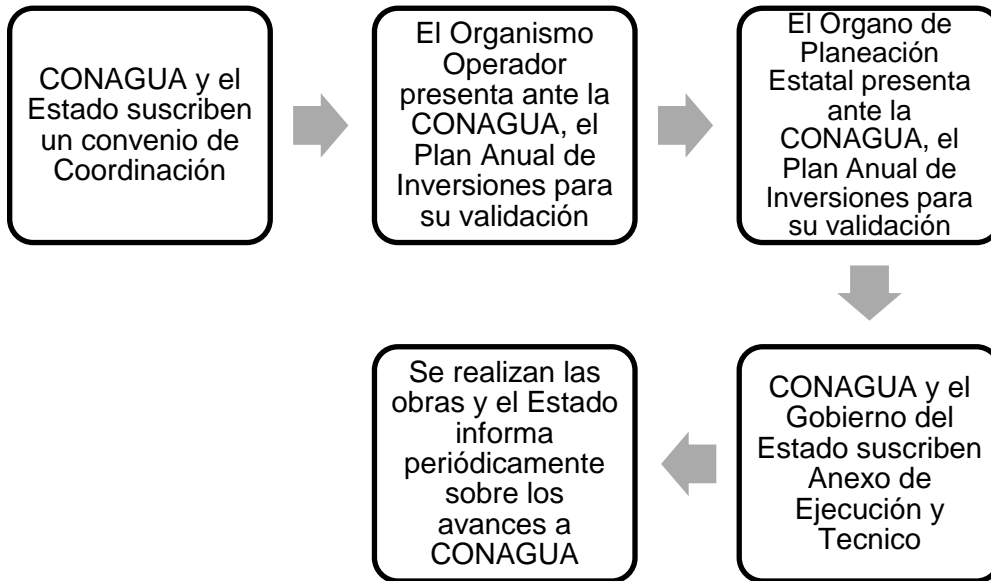 CONAGUA y el
Estado suscriben
un convenio de
Coordinación
El Organismo
Operador
presenta ante la
CONAGUA, el
Plan Anual de
Inversiones para
su validación
El Organo de
Planeación
Estatal presenta
ante la
CONAGUA, el
Plan Anual de
Inversiones para
su validación
CONAGUA y el
Gobierno del
Estado suscriben
Anexo de
Ejecución y
Tecnico
Se realizan las
obras y el Estado
informa
periódicamente
sobre los
avances a
CONAGUA